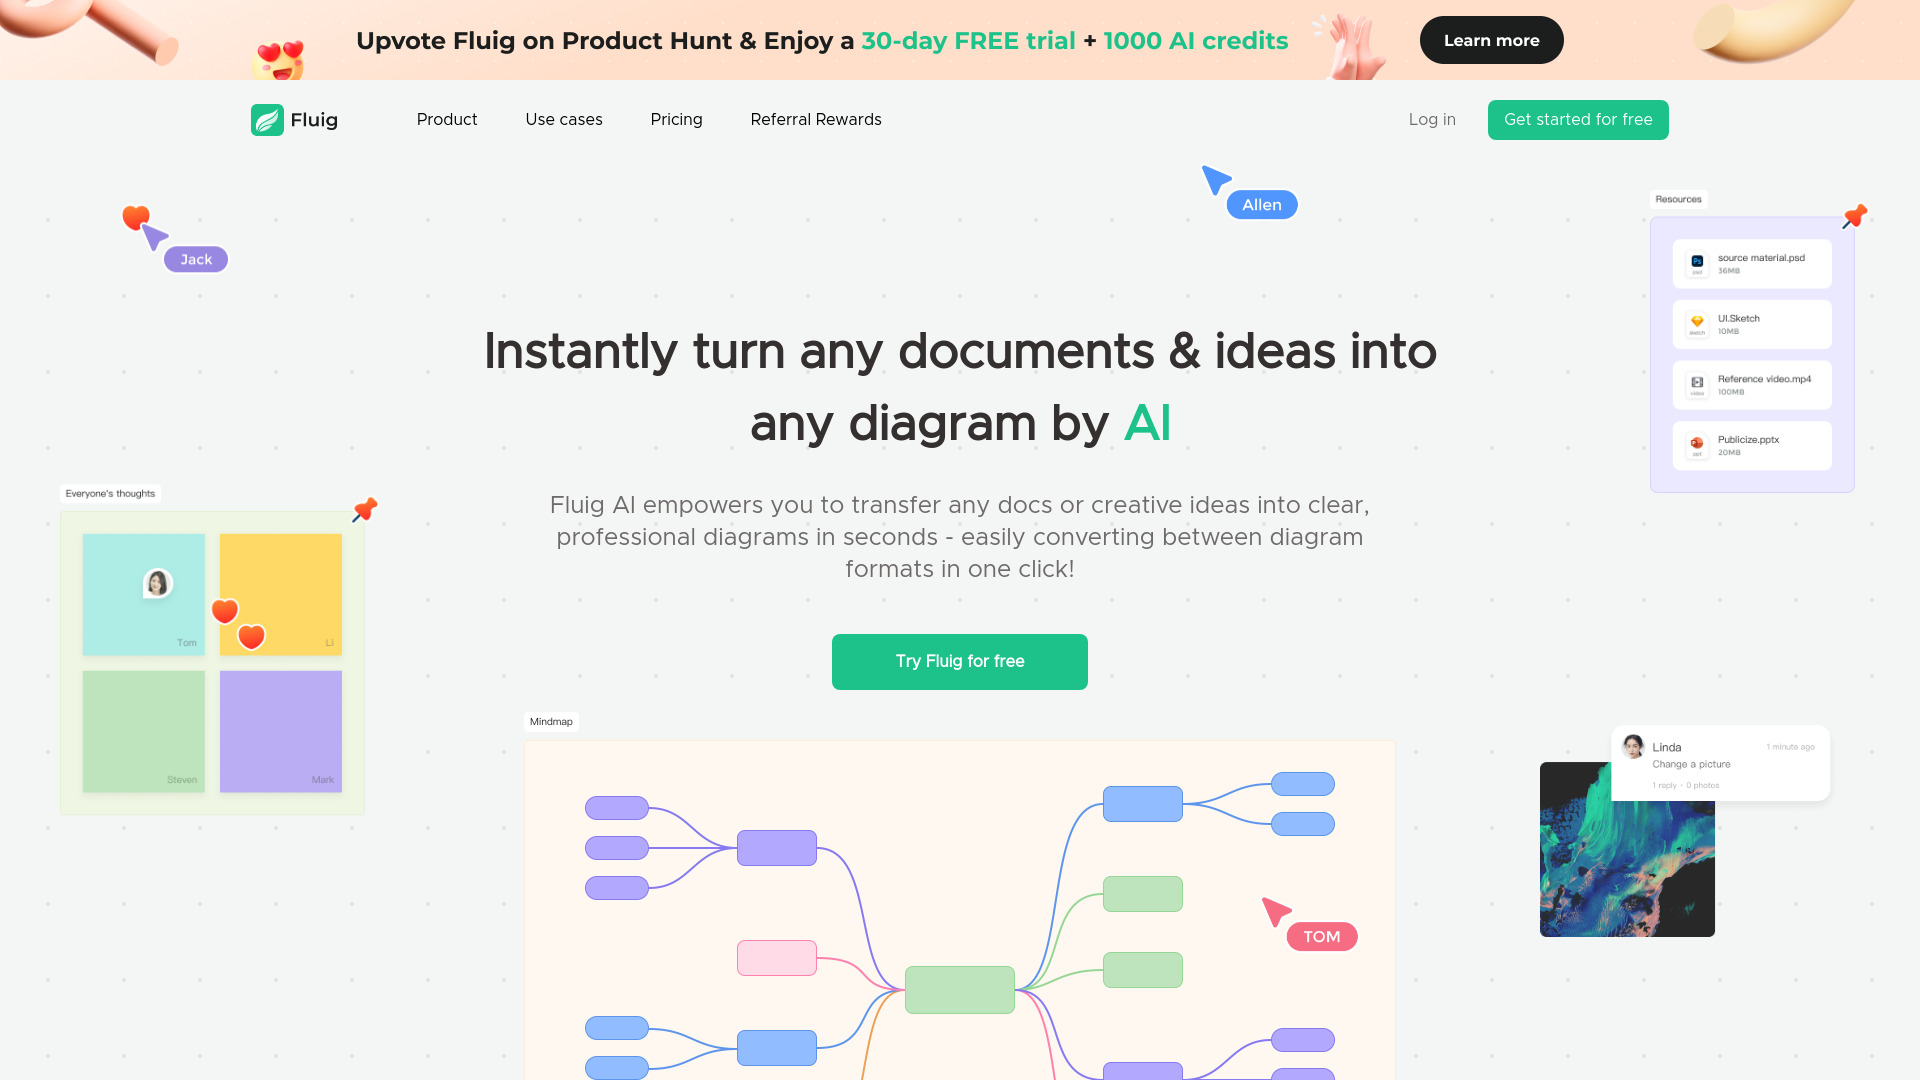 Upvote Fluig on Product Hunt & Enjoy a 30-day FREE trial + 1000 AI credits
Learn more
Fluig
Product
Use cases
Pricing
Referral Rewards
Log in
Get started for free
Jack
Allen
Resources
source material.psd
36MB
psd
UI.Sketch
10MB
sketch
Reference video.mp4
100MB
video
Publicize.pptx
20MB
ppt
Instantly turn any documents & ideas into
any diagram by AI
Fluig AI empowers you to transfer any docs or creative ideas into clear,
professional diagrams in seconds - easily converting between diagram
formats in one click!
Try Fluig for free
Everyone's thoughts
Tom
Li
Steven
Mark
Mindmap
TOM
Linda
1 minute ago
Change a picture
1 reply · 0 photos